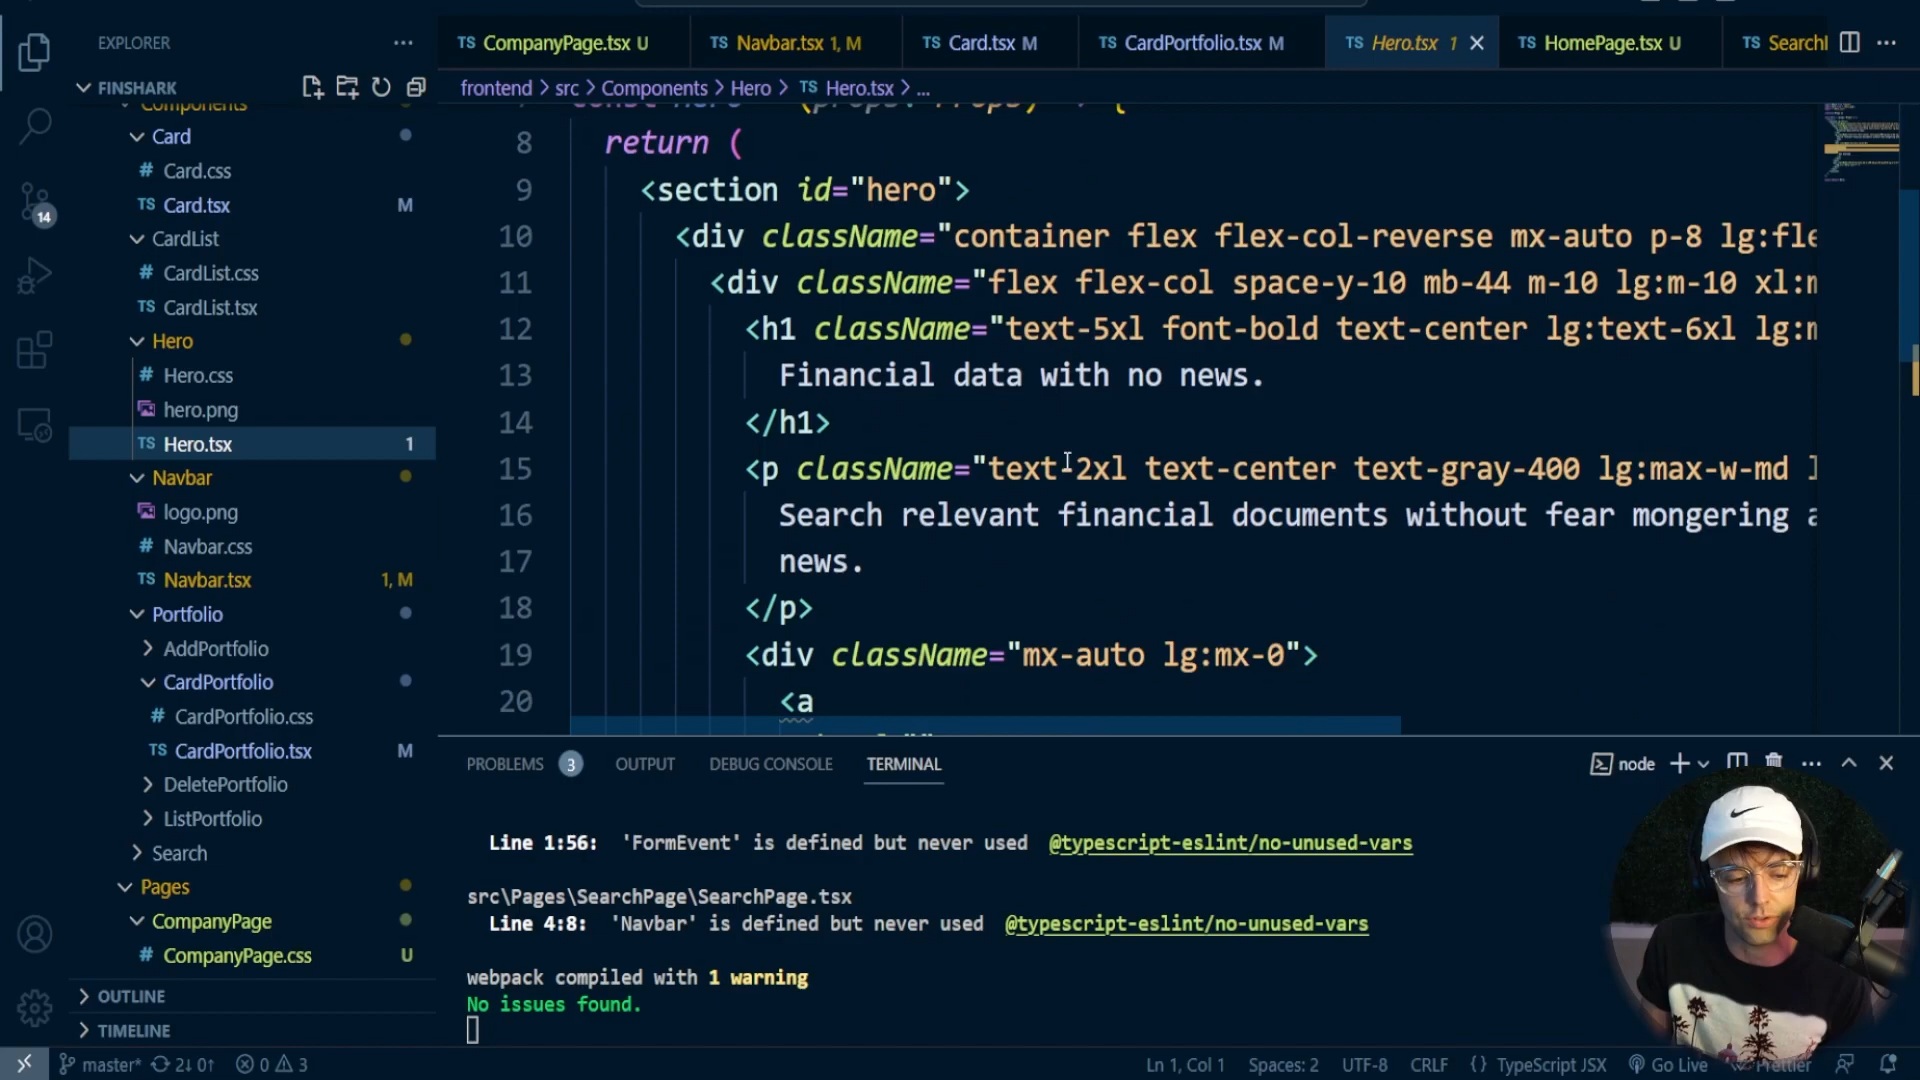 EXPLORER
FINSHARK
Components
Card
Card.css
TS Card.tsx M
CardList
CardList.css
TS CardList.tsx
Hero
# Hero.css
hero.png
TS Hero.tsx 1
Navbar
logo.png
# Navbar.css
TS Navbar.tsx 1, M
Portfolio
AddPortfolio
CardPortfolio
# CardPortfolio.css
TS CardPortfolio.tsx M
DeletePortfolio
ListPortfolio
Search
Pages
CompanyPage
# CompanyPage.css U
OUTLINE
TIMELINE
14
TS CompanyPage.tsx U TS Navbar.tsx 1, M TS Card.tsx M TS CardPortfolio.tsx M TS Hero.tsx 1 TS HomePage.tsx U TS
frontend > src > Components > Hero > TS Hero.tsx > ...
8 return (
9 <section id="hero">
10 <div className="container flex flex-col-reverse mx-auto p-8
11 <div className="flex flex-col space-y-10 mb-44 m-10 lg:m-10
12 <h1 className="text-5xl font-bold text-center lg:text-6xl
13 Financial data with no news.
14 </h1>
15 <p className="text-2xl text-center text-gray-400 lg:max-w-md
16 Search relevant financial documents without fear mongering
17 news.
18 </p>
19 <div className="mx-auto lg:mx-0">
20 <a
PROBLEMS 3 OUTPUT DEBUG CONSOLE TERMINAL node
Line 1:56: 'FormEvent' is defined but never used @typescript-eslint/no-unused-vars
src\Pages\SearchPage\SearchPage.tsx
Line 4:8: 'Navbar' is defined but never used @typescript-eslint/no-unused-vars
webpack compiled with 1 warning
No issues found.
master* 2↓ 0↑ 0 3 Ln 1, Col 1 Spaces: 2 UTF-8 CRLF {} TypeScript JSX Go Live Prettier